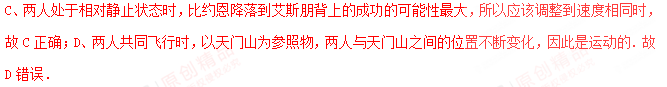 C、两人处于相对静止状态时，比约恩降落到艾斯朋背上的成功的可能性最大，所以应该调整到速度相同时，
故 C 正确；D、两人共同飞行时，以天门山为参照物，两人与天门山之间的位置不断变化，因此是运动的．故
D 错误．